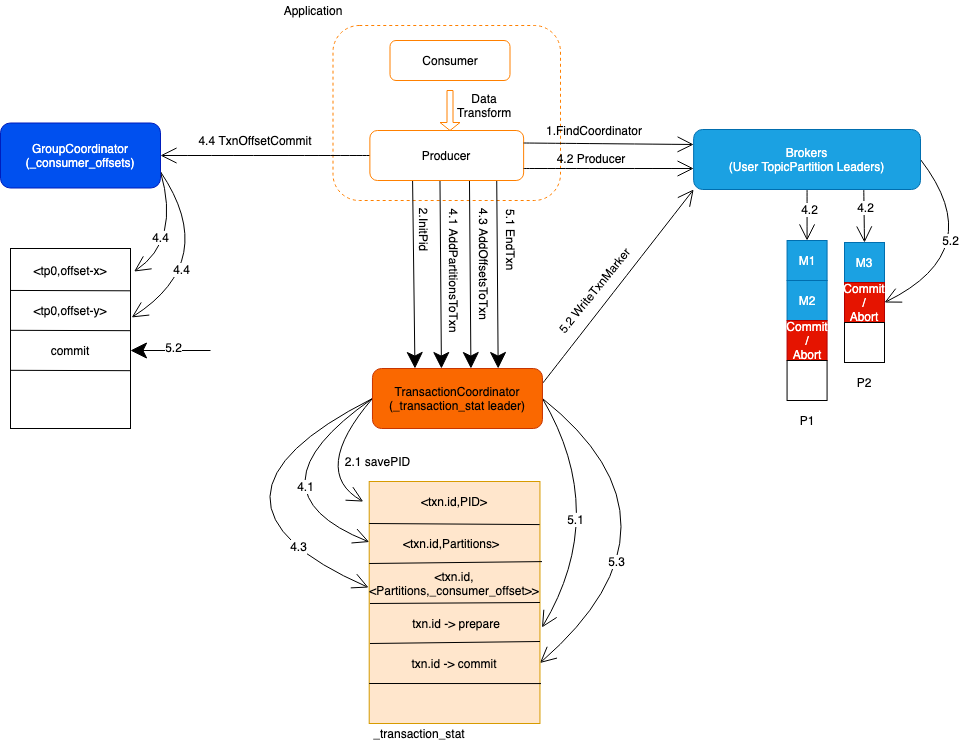 Application
Consumer
Data
Transform
GroupCoordinator
(_consumer_offsets)
4.4 TxnOffsetCommit
Producer
1.FindCoordinator
4.2 Producer
Brokers
(User TopicPartition Leaders)
2.InitPid
4.1 AddPartitionsToTxn
4.3 AddOffsetsToTxn
5.1 EndTxn
4.2
4.2
5.2
4.4
4.4
<tp0,offset-x>
<tp0,offset-y>
commit
5.2
5.2 WriteTxnMarker
M1
M2
Commit
/
Abort
P1
M3
Commit
/
Abort
P2
TransactionCoordinator
(_transaction_stat leader)
2.1 savePID
4.1
4.3
5.1
5.3
<txn.id,PID>
<txn.id,Partitions>
<txn.id,
<Partitions,_consumer_offset>>
txn.id -> prepare
txn.id -> commit
_transaction_stat